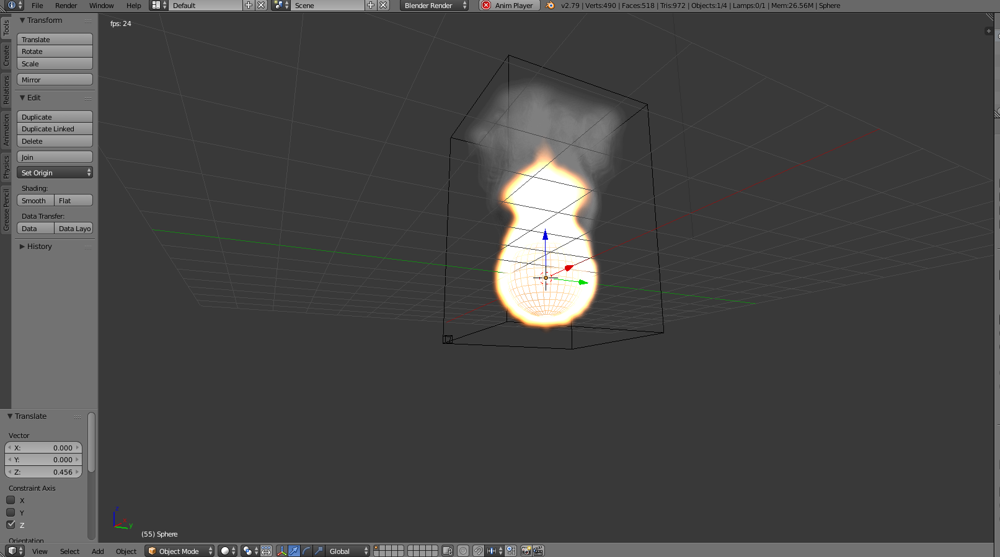 File Render Window Help Default Scene Blender Render Anim Player v2.79 | Verts:490 | Faces:518 | Tris:972 | Objects:1/4 | Lamps:0/1 | Mem:26.56M | Sphere
fps: 24
Tools
Create
Relations
Animation
Physics
Grease Pencil
Transform
Translate
Rotate
Scale
Mirror
Edit
Duplicate
Duplicate Linked
Delete
Join
Set Origin
Shading:
Smooth Flat
Data Transfer:
Data Data Layo
History
Translate
Vector
X: 0.000
Y: 0.000
Z: 0.456
Constraint Axis
X
Y
Z
Orientation
z
x
y
(55) Sphere
View Select Add Object Object Mode Global